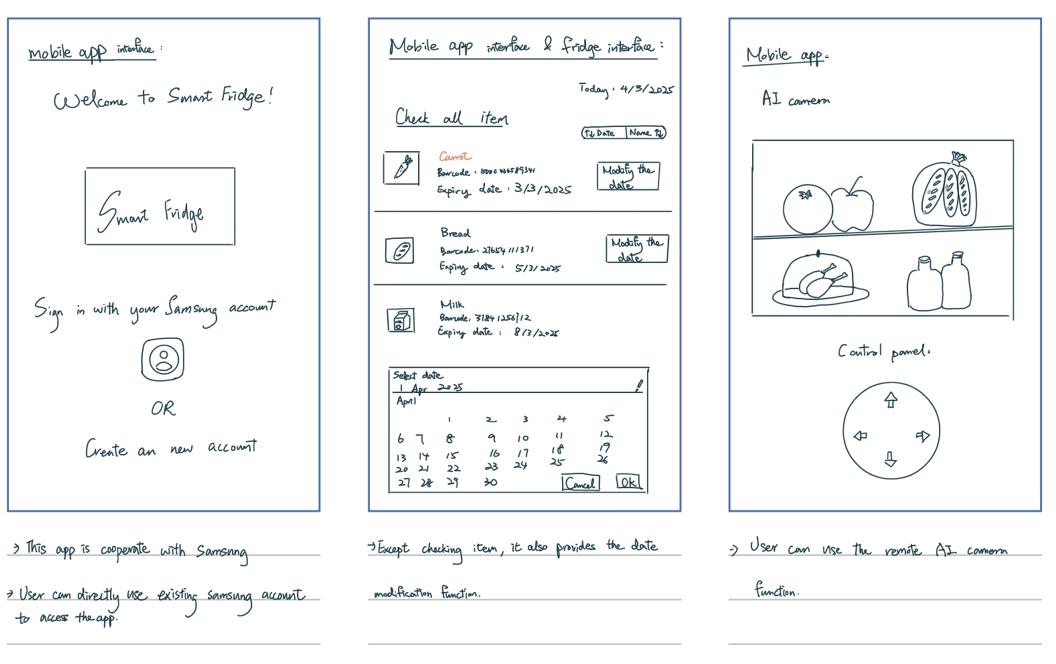 mobile app interface :
Welcome to Smart Fridge!
Smart Fridge
Sign in with your Samsung account
OR
Create an new account
→ This app is cooperate with Samsung
→ User can directly use existing samsung account
to access the app.
Mobile app interface & fridge interface :
Today : 4/3/2025
Check all item
↑↓ Date | Name ↑↓
Carrot
Barcode :
Expiry date : 3/3/2025
Modify the
date
Bread
Barcode: 27654111371
Expiry date : 5/3/2025
Modify the
date
Milk
Barcode: 31841256712
Expiry date : 8/3/2025
Select date
1 Apr 2025
April
1 2 3 4 5
6 7 8 9 10 11 12
13 14 15 16 17 18 19
20 21 22 23 24 25 26
27 28 29 30
Cancel OK
→ Except checking item, it also provides the date
modification function.
Mobile app:
AI camera
Control pannel.
→ User can use the remote AI camera
function.